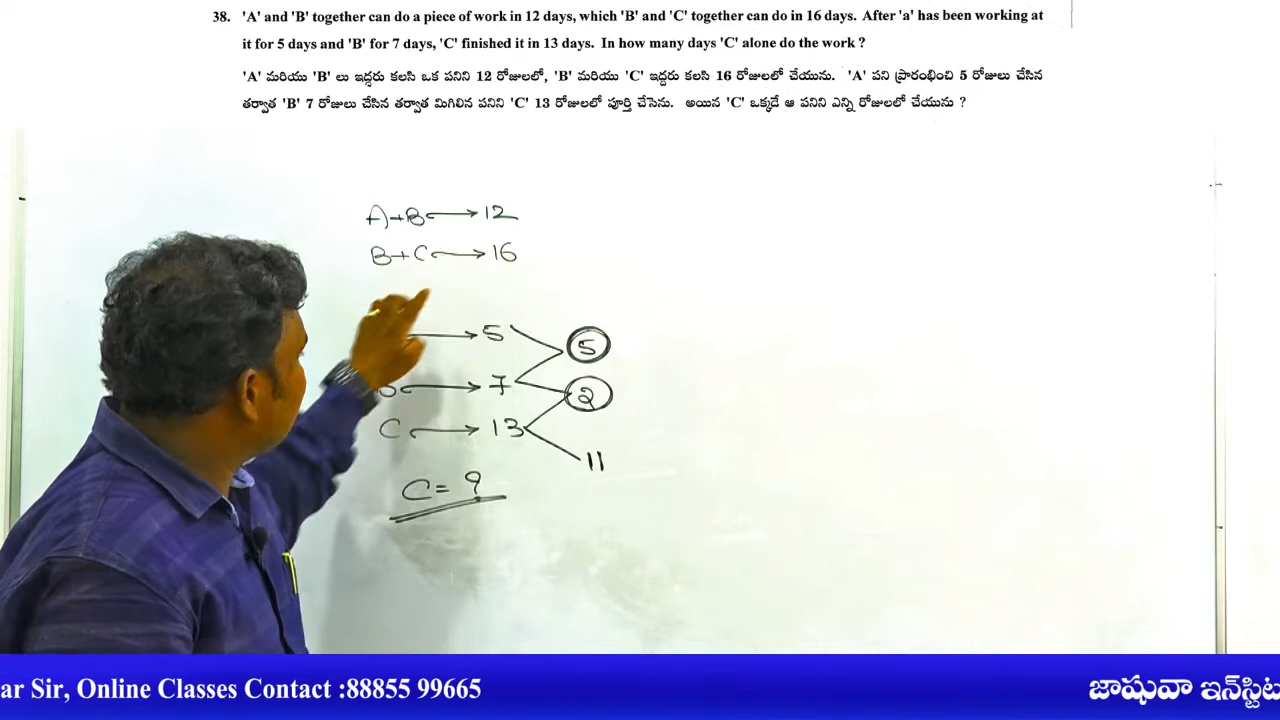 38. 'A' and 'B' together can do a piece of work in 12 days, which 'B' and 'C' together can do in 16 days. After 'a' has been working at
it for 5 days and 'B' for 7 days, 'C' finished it in 13 days. In how many days 'C' alone do the work ?
'A' మరియు 'B' లు ఇద్దరు కలసి ఒక పనిని 12 రోజులలో, 'B' మరియు 'C' ఇద్దరు కలసి 16 రోజులలో చేయును. 'A' పని ప్రారంభించి 5 రోజులు చేసిన
తర్వాత 'B' 7 రోజులు చేసిన తర్వాత మిగిలిన పనిని 'C' 13 రోజులలో పూర్తి చేసెను. అయిన 'C' ఒక్కడే ఆ పనిని ఎన్ని రోజులలో చేయును ?
A+B → 12
B+C → 16
→ 5 5
B → 7 2
C → 13 11
C = ?
ar Sir, Online Classes Contact :88855 99665 జాషువా ఇన్‌స్టిట